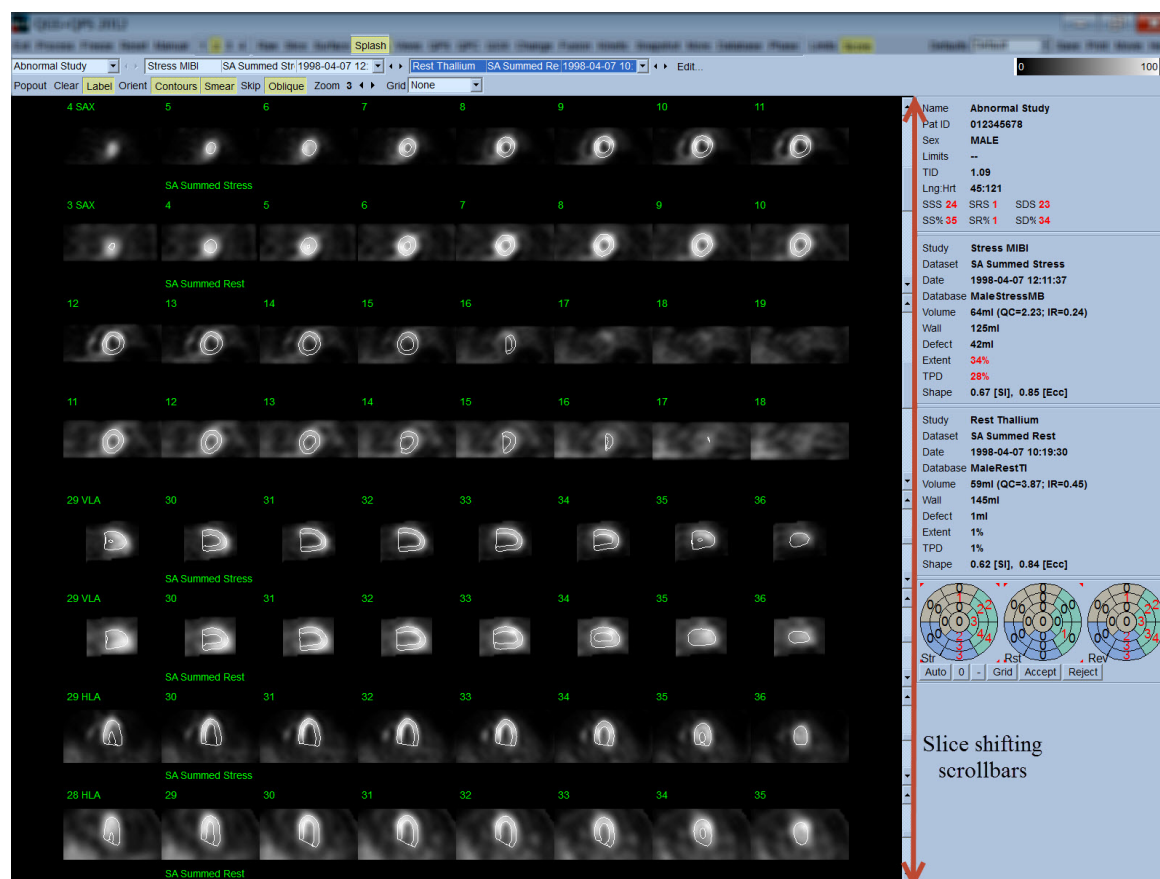 QGS+QPS 2012
Splash
Abnormal Study Stress MIBI SA Summed Str 1998-04-07 12: Rest Thallium SA Summed Re 1998-04-07 10: Edit...
0 100
Popout Clear Label Orient Contours Smear Skip Oblique Zoom 3 Grid None
4 SAX 5 6 7 8 9 10 11
SA Summed Stress
3 SAX 4 5 6 7 8 9 10
SA Summed Rest
12 13 14 15 16 17 18 19
11 12 13 14 15 16 17 18
29 VLA 30 31 32 33 34 35 36
SA Summed Stress
29 VLA 30 31 32 33 34 35 36
SA Summed Rest
29 HLA 30 31 32 33 34 35 36
SA Summed Stress
28 HLA 29 30 31 32 33 34 35
SA Summed Rest
Name Abnormal Study
Pat ID 012345678
Sex MALE
Limits --
TID 1.09
Lng:Hrt 45:121
SSS 24 SRS 1 SDS 23
SS% 35 SR% 1 SD% 34
Study Stress MIBI
Dataset SA Summed Stress
Date 1998-04-07 12:11:37
Database MaleStressMB
Volume 64ml (QC=2.23; IR=0.24)
Wall 125ml
Defect 42ml
Extent 34%
TPD 28%
Shape 0.67 [SI], 0.85 [Ecc]
Study Rest Thallium
Dataset SA Summed Rest
Date 1998-04-07 10:19:30
Database MaleRestTl
Volume 59ml (QC=3.87; IR=0.45)
Wall 145ml
Defect 1ml
Extent 1%
TPD 1%
Shape 0.62 [SI], 0.84 [Ecc]
Str Rst Rev
Auto 0 - Grid Accept Reject
Slice shifting
scrollbars